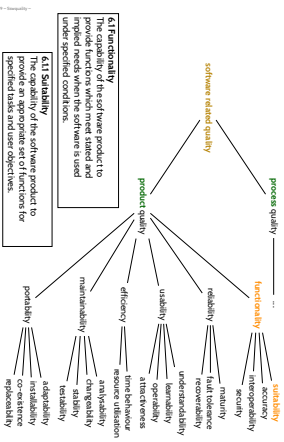 software related quality
process quality
...
product quality
functionality
suitability
accuracy
interoperability
security
reliability
maturity
fault tolerance
recoverability
usability
understandability
learnability
operability
attractiveness
efficiency
time behaviour
resource utilisation
maintainability
analysability
changeability
stability
testability
portability
adaptability
installability
co-existence
replaceability
6.1 Functionality
The capability of the software product to
provide functions which meet stated and
implied needs when the software is used
under specified conditions.
6.1.1 Suitability
The capability of the software product to
provide an appropriate set of functions for
specified tasks and user objectives.